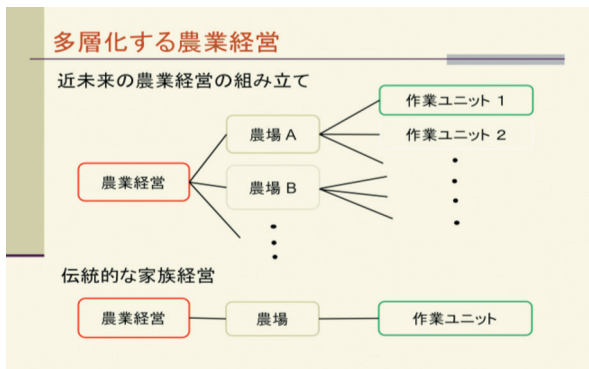 多層化する農業経営
近未来の農業経営の組み立て
作業ユニット 1
農場 A
作業ユニット 2
農業経営
農場 B
伝統的な家族経営
農業経営
農場
作業ユニット